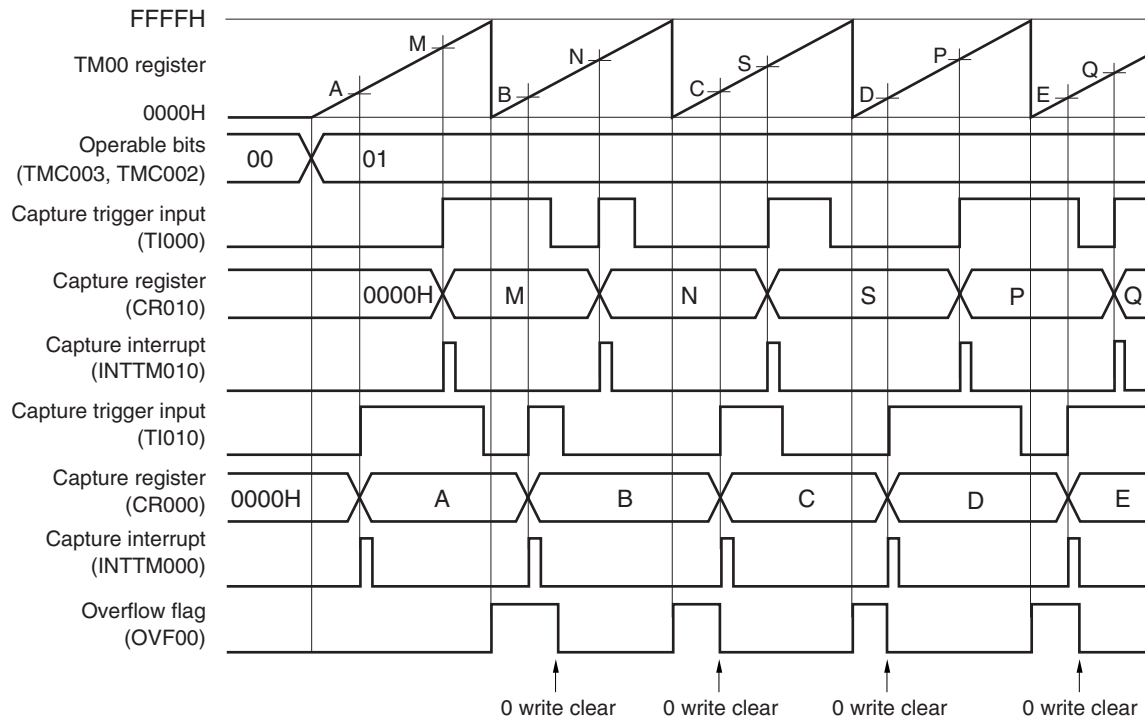 FFFFH
TM00 register
0000H
A M B N C S D P E Q
Operable bits
(TMC003, TMC002)
00 01
Capture trigger input
(TI000)
Capture register
(CR010)
0000H M N S P Q
Capture interrupt
(INTTM010)
Capture trigger input
(TI010)
Capture register
(CR000)
0000H A B C D E
Capture interrupt
(INTTM000)
Overflow flag
(OVF00)
0 write clear 0 write clear 0 write clear 0 write clear